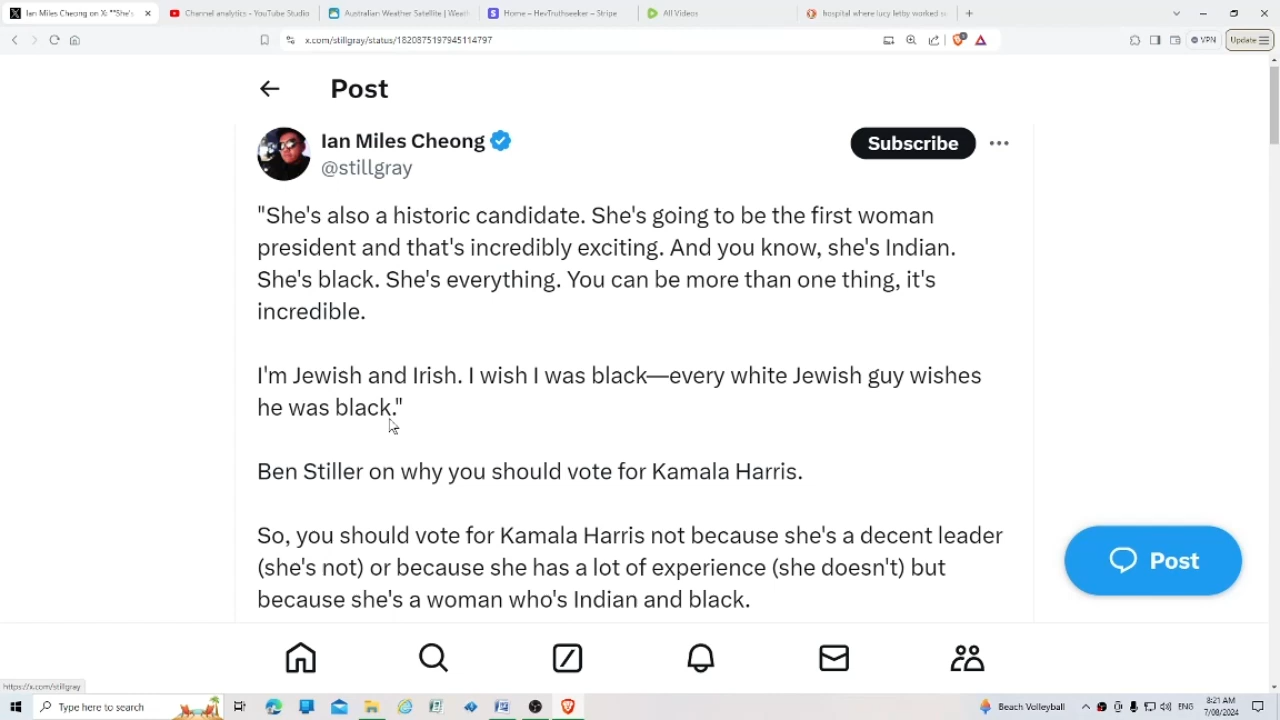 Ian Miles Cheong on X: ""She's
Channel analytics - YouTube Studio
Australian Weather Satellite | Weath
Home – HevTruthseeker – Stripe
All Videos
hospital where lucy letby worked s
x.com/stillgray/status/1820875197945114797
VPN
Update
Post
Ian Miles Cheong
@stillgray
Subscribe
"She's also a historic candidate. She's going to be the first woman
president and that's incredibly exciting. And you know, she's Indian.
She's black. She's everything. You can be more than one thing, it's
incredible.
I'm Jewish and Irish. I wish I was black—every white Jewish guy wishes
he was black."
Ben Stiller on why you should vote for Kamala Harris.
So, you should vote for Kamala Harris not because she's a decent leader
(she's not) or because she has a lot of experience (she doesn't) but
because she's a woman who's Indian and black.
Post
https://x.com/stillgray
Type here to search
Beach Volleyball
ENG
8:21 AM
7/08/2024